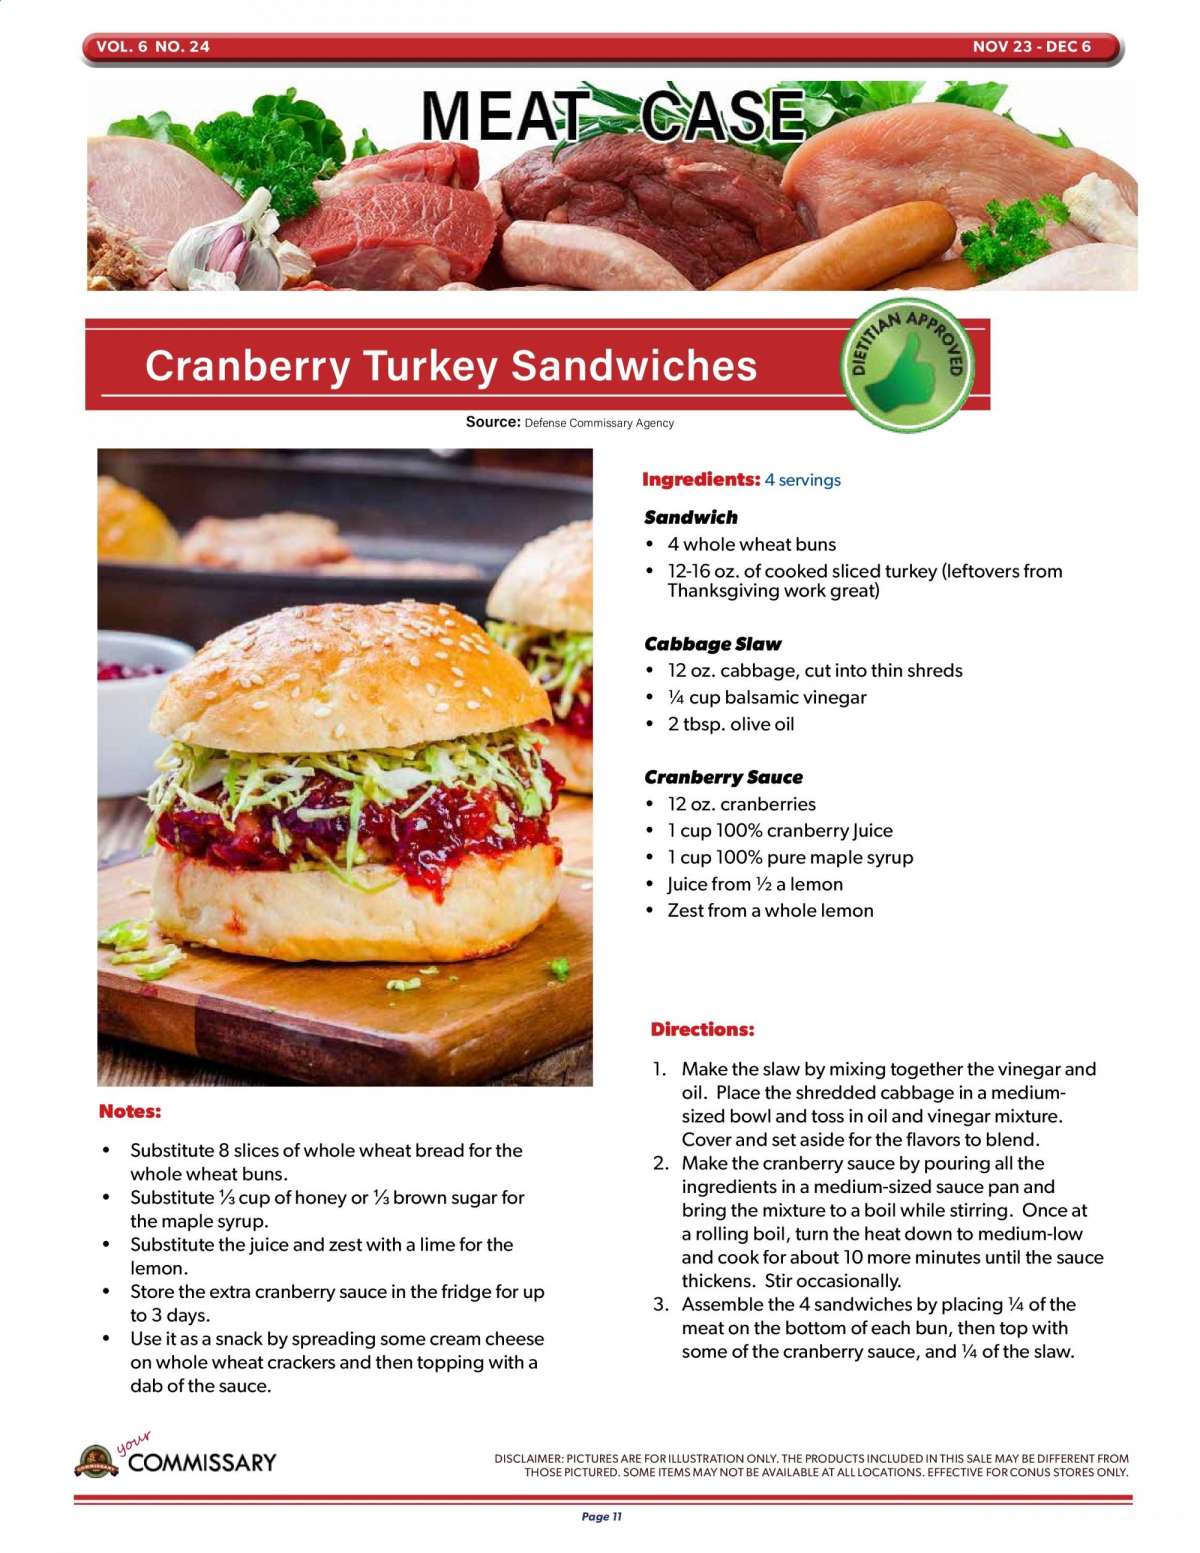 VOL. 6 NO. 24
NOV 23 - DEC 6
MEAT CASE
Cranberry Turkey Sandwiches
DIETITIAN APPROVED
Source: Defense Commissary Agency
Ingredients: 4 servings
Sandwich
• 4 whole wheat buns
• 12-16 oz. of cooked sliced turkey (leftovers from
Thanksgiving work great)
Cabbage Slaw
• 12 oz. cabbage, cut into thin shreds
• ¼ cup balsamic vinegar
• 2 tbsp. olive oil
Cranberry Sauce
• 12 oz. cranberries
• 1 cup 100% cranberry Juice
• 1 cup 100% pure maple syrup
• Juice from ½ a lemon
• Zest from a whole lemon
Directions:
1. Make the slaw by mixing together the vinegar and
oil. Place the shredded cabbage in a medium-
sized bowl and toss in oil and vinegar mixture.
Cover and set aside for the flavors to blend.
2. Make the cranberry sauce by pouring all the
ingredients in a medium-sized sauce pan and
bring the mixture to a boil while stirring. Once at
a rolling boil, turn the heat down to medium-low
and cook for about 10 more minutes until the sauce
thickens. Stir occasionally.
3. Assemble the 4 sandwiches by placing ¼ of the
meat on the bottom of each bun, then top with
some of the cranberry sauce, and ¼ of the slaw.
Notes:
• Substitute 8 slices of whole wheat bread for the
whole wheat buns.
• Substitute ⅓ cup of honey or ⅓ brown sugar for
the maple syrup.
• Substitute the juice and zest with a lime for the
lemon.
• Store the extra cranberry sauce in the fridge for up
to 3 days.
• Use it as a snack by spreading some cream cheese
on whole wheat crackers and then topping with a
dab of the sauce.
COMMISSARY
your
COMMISSARY
DISCLAIMER: PICTURES ARE FOR ILLUSTRATION ONLY. THE PRODUCTS INCLUDED IN THIS SALE MAY BE DIFFERENT FROM
THOSE PICTURED. SOME ITEMS MAY NOT BE AVAILABLE AT ALL LOCATIONS. EFFECTIVE FOR CONUS STORES ONLY.
Page 11